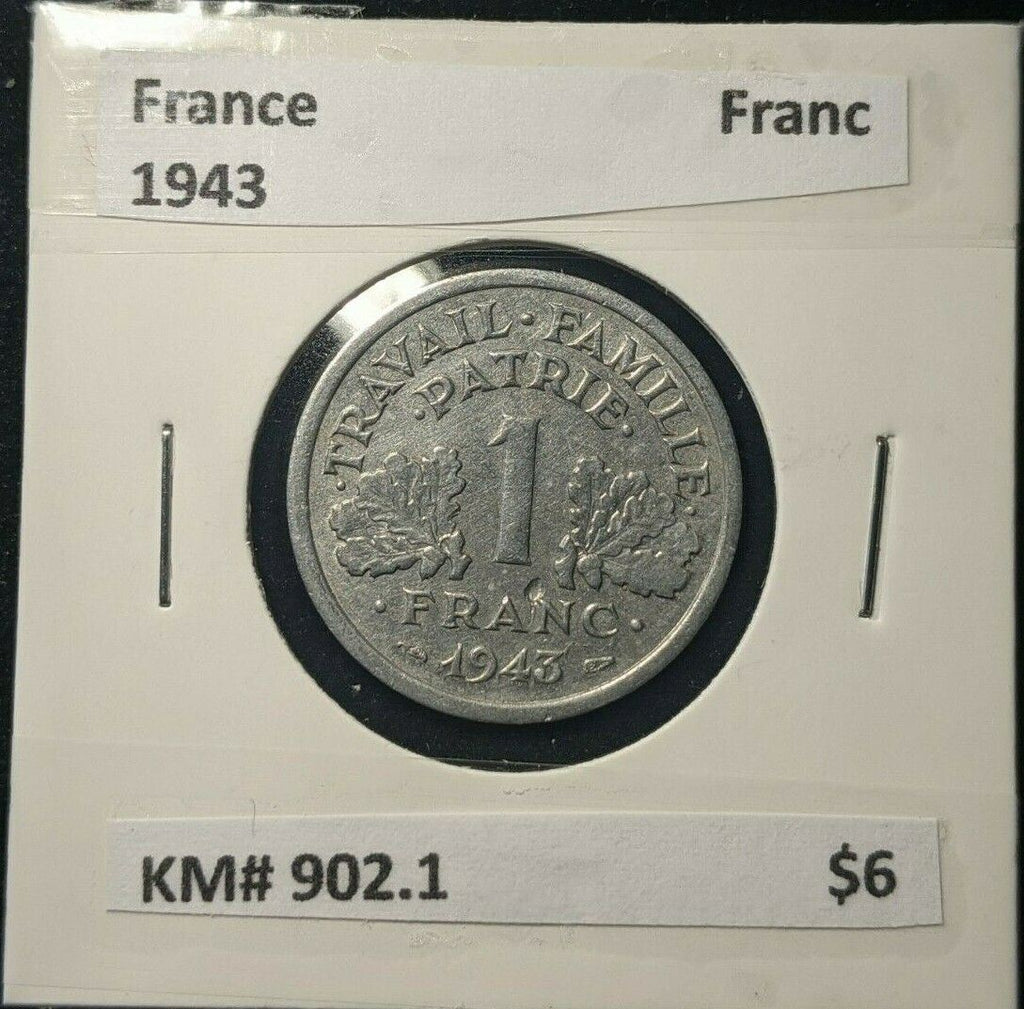 France Franc
1943
TRAVAIL · FAMILLE
· PATRIE ·
1
· FRANC ·
1943
KM# 902.1 $6